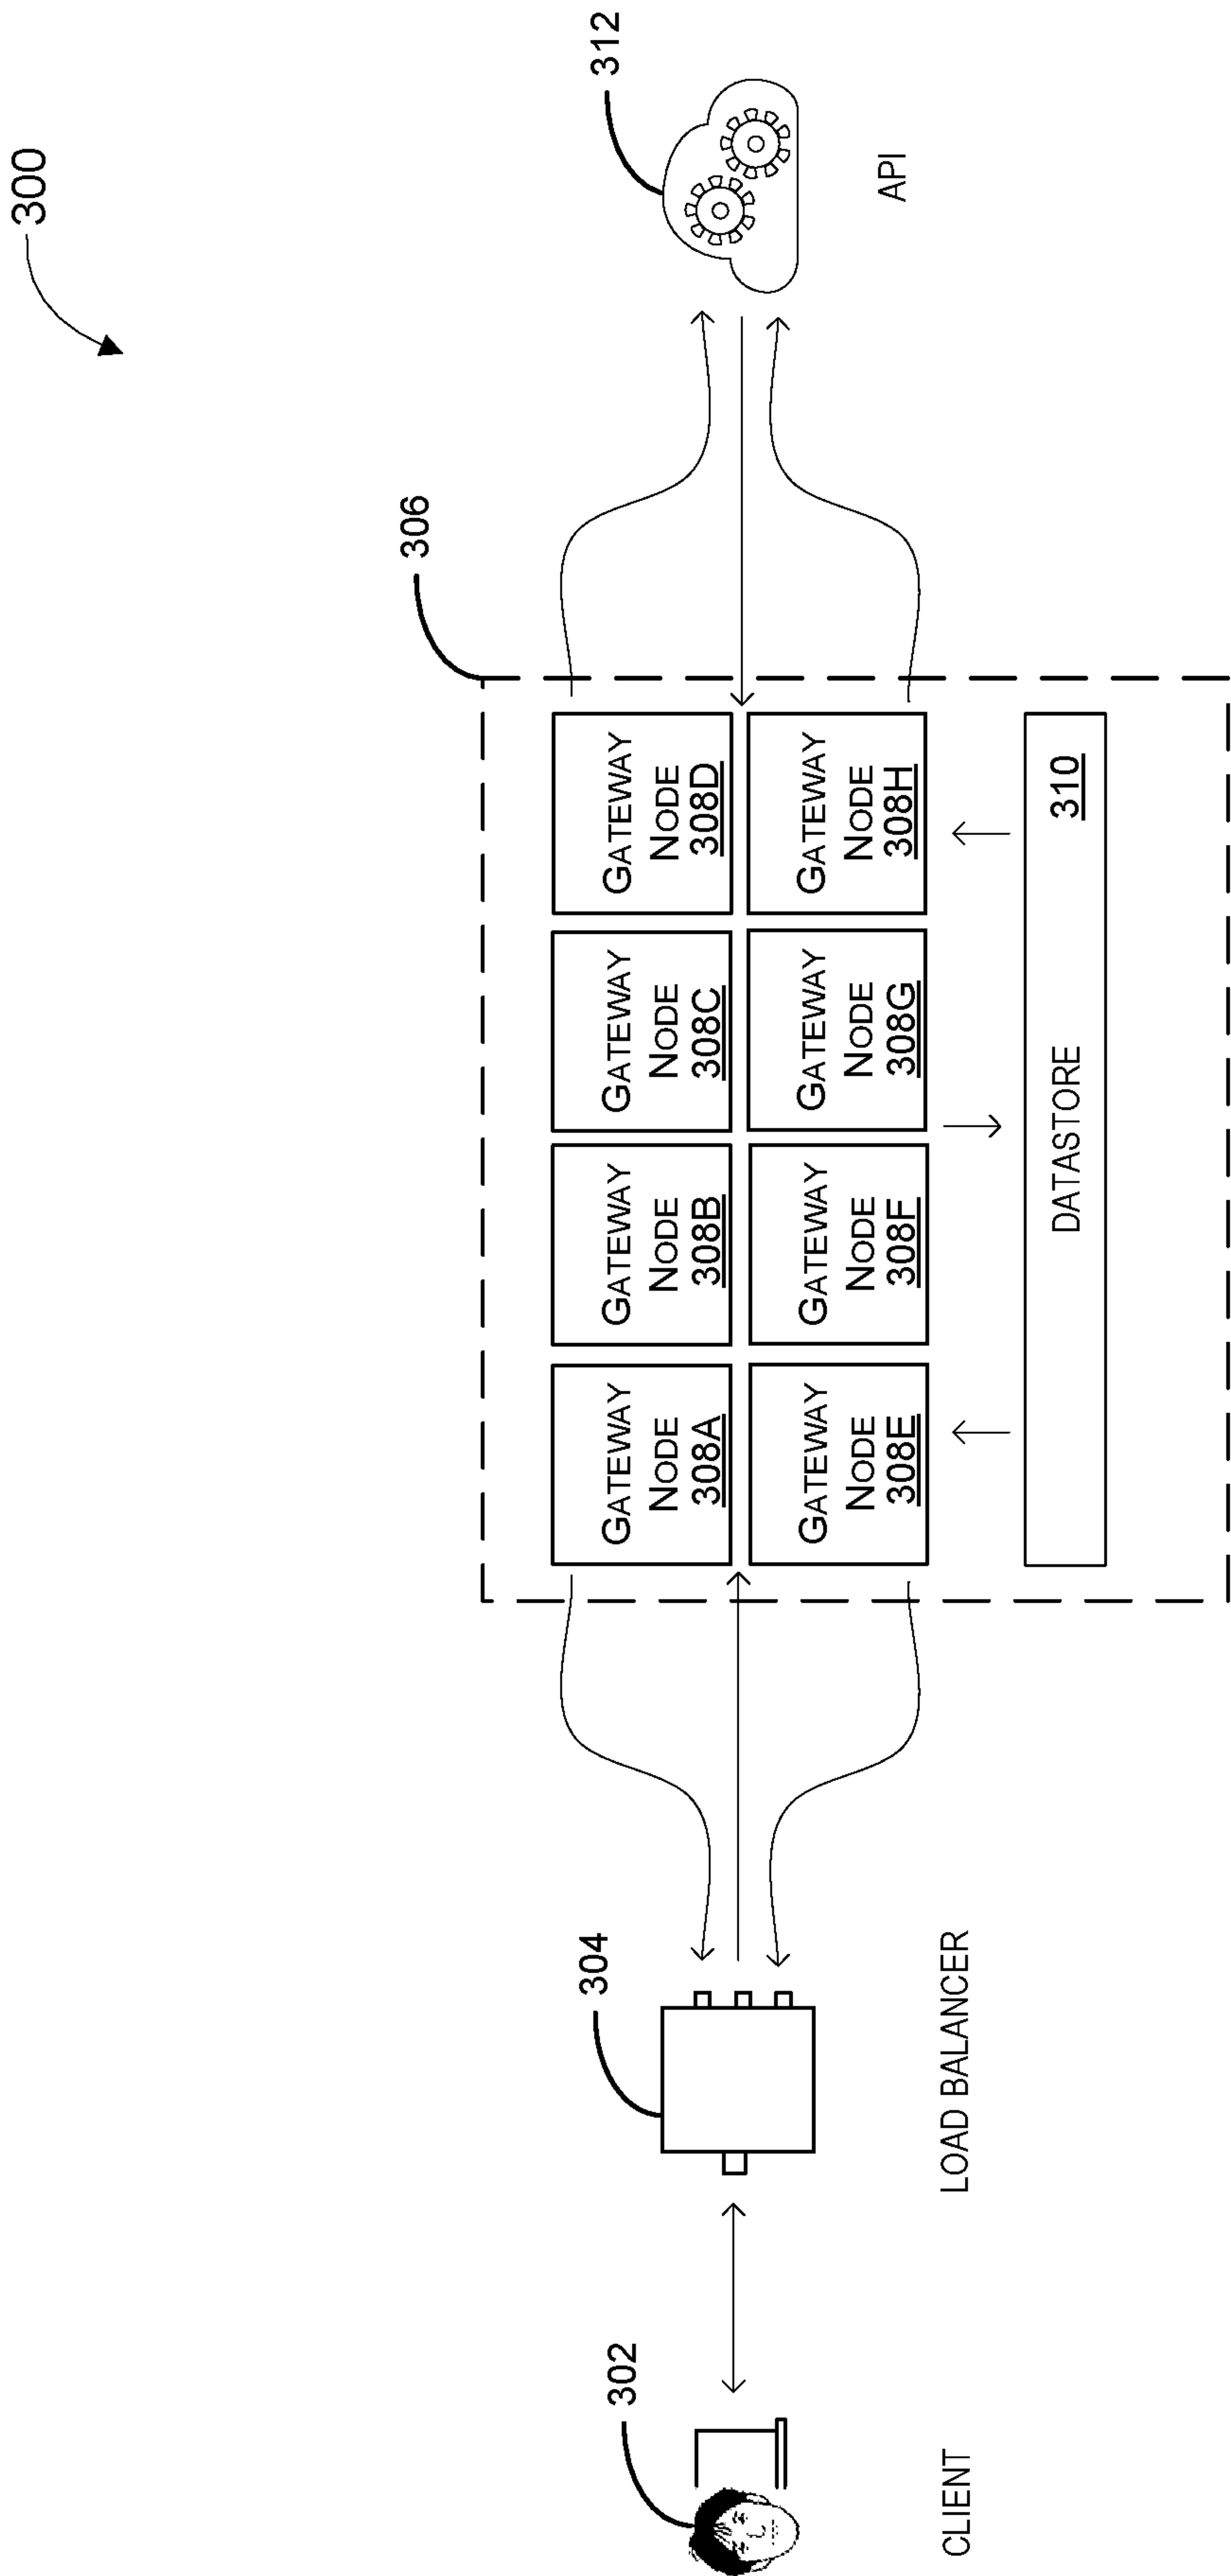 300
306
302
304
312
GATEWAY
NODE
308A
GATEWAY
NODE
308B
GATEWAY
NODE
308C
GATEWAY
NODE
308D
GATEWAY
NODE
308E
GATEWAY
NODE
308F
GATEWAY
NODE
308G
GATEWAY
NODE
308H
DATASTORE
310
CLIENT
LOAD BALANCER
API